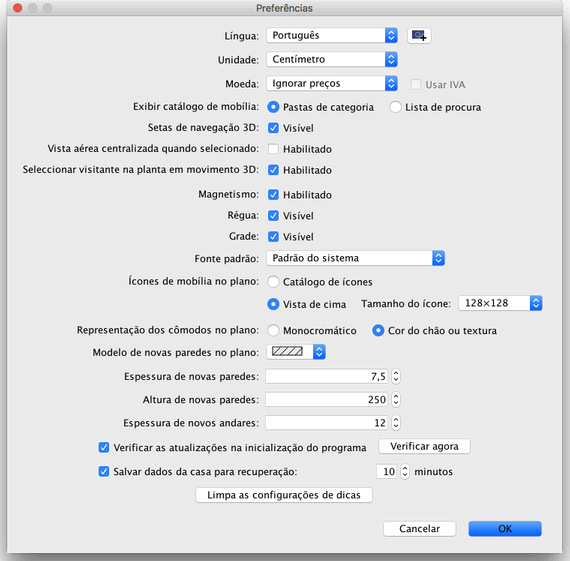 Preferências
Língua: Português
Unidade: Centímetro
Moeda: Ignorar preços Usar IVA
Exibir catálogo de mobília: Pastas de categoria Lista de procura
Setas de navegação 3D: Visível
Vista aérea centralizada quando selecionado: Habilitado
Seleccionar visitante na planta em movimento 3D: Habilitado
Magnetismo: Habilitado
Régua: Visível
Grade: Visível
Fonte padrão: Padrão do sistema
Ícones de mobília no plano: Catálogo de ícones
Vista de cima Tamanho do ícone: 128×128
Representação dos cômodos no plano: Monocromático Cor do chão ou textura
Modelo de novas paredes no plano:
Espessura de novas paredes: 7,5
Altura de novas paredes: 250
Espessura de novos andares: 12
Verificar as atualizações na inicialização do programa Verificar agora
Salvar dados da casa para recuperação: 10 minutos
Limpa as configurações de dicas
Cancelar OK